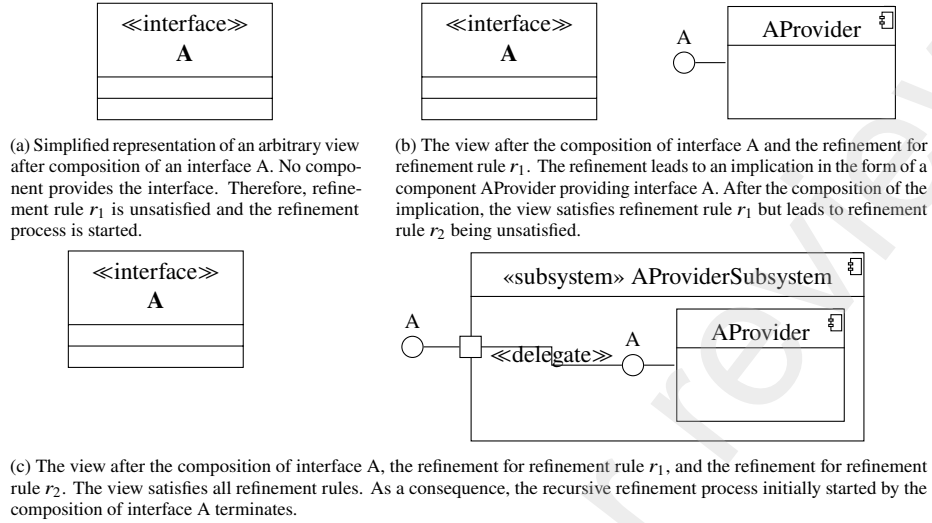 ≪interface≫
A
≪interface≫
A
A
AProvider
(a) Simplified representation of an arbitrary view
after composition of an interface A. No compo-
nent provides the interface. Therefore, refine-
ment rule r1 is unsatisfied and the refinement
process is started.
(b) The view after the composition of interface A and the refinement for
refinement rule r1. The refinement leads to an implication in the form of a
component AProvider providing interface A. After the composition of the
implication, the view satisfies refinement rule r1 but leads to refinement
rule r2 being unsatisfied.
≪interface≫
A
«subsystem» AProviderSubsystem
A
≪delegate≫
A
AProvider
(c) The view after the composition of interface A, the refinement for refinement rule r1, and the refinement for refinement
rule r2. The view satisfies all refinement rules. As a consequence, the recursive refinement process initially started by the
composition of interface A terminates.
r review